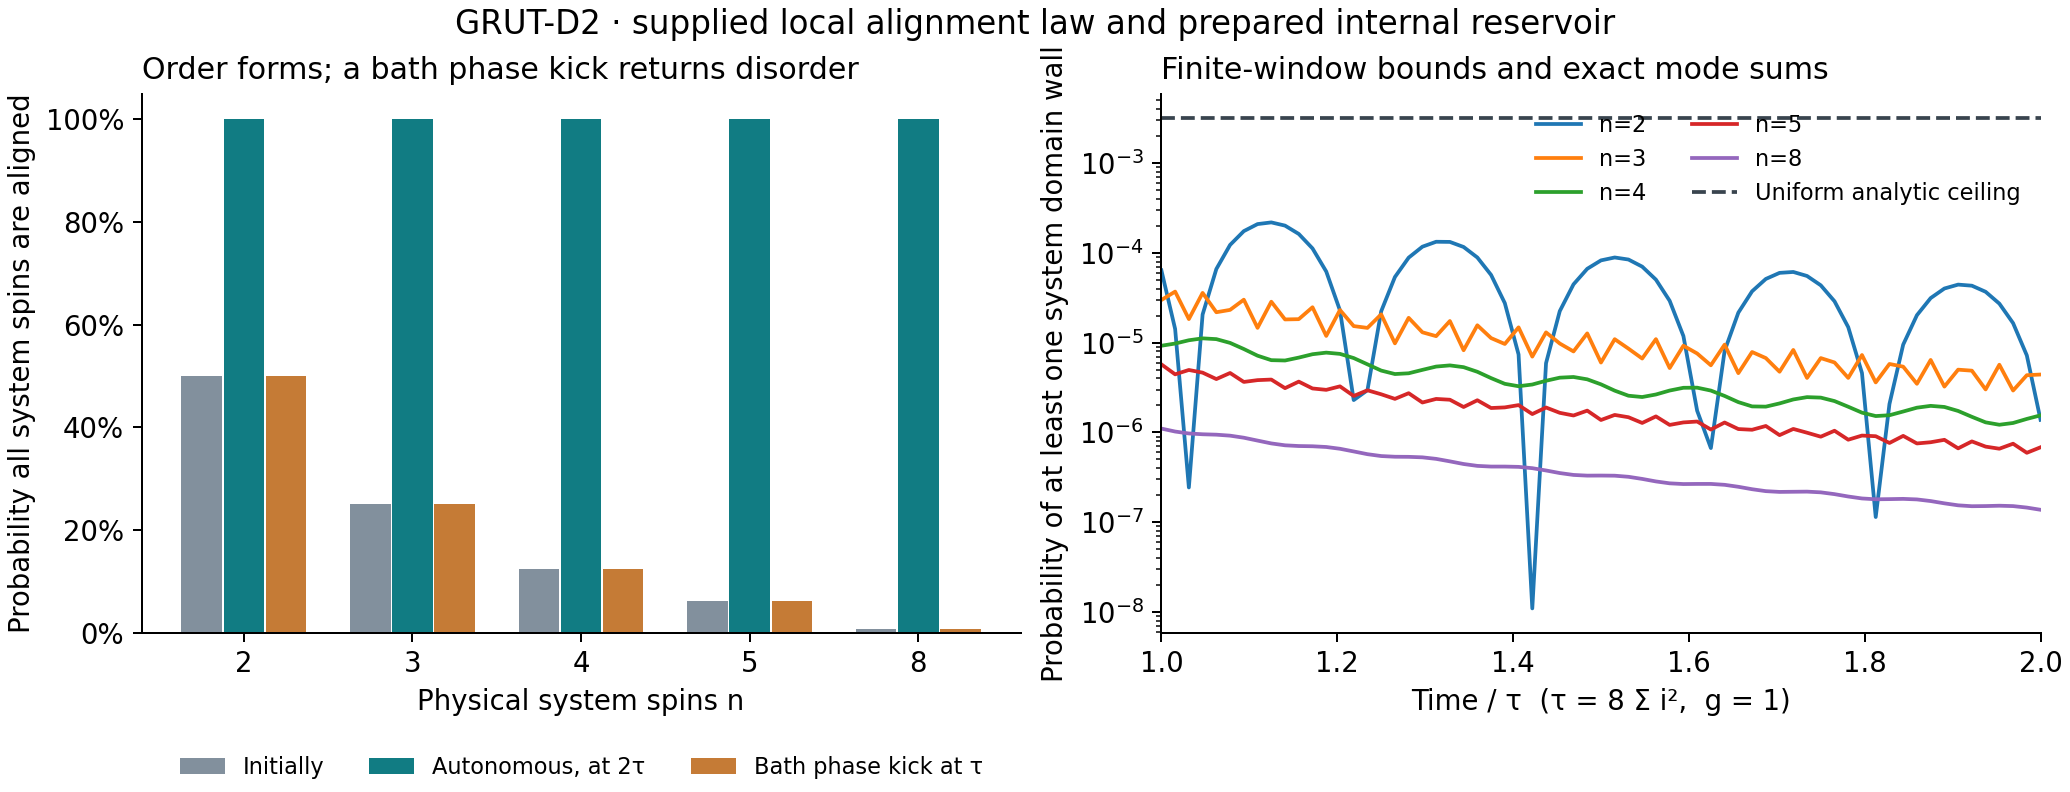 GRUT-D2 · supplied local alignment law and prepared internal reservoir
Order forms; a bath phase kick returns disorder
Probability all system spins are aligned
100%
80%
60%
40%
20%
0%
2 3 4 5 8
Physical system spins n
Initially Autonomous, at 2τ Bath phase kick at τ
Finite-window bounds and exact mode sums
Probability of at least one system domain wall
10⁻³
10⁻⁴
10⁻⁵
10⁻⁶
10⁻⁷
10⁻⁸
n=2 n=5
n=3 n=8
n=4 Uniform analytic ceiling
1.0 1.2 1.4 1.6 1.8 2.0
Time / τ (τ = 8 Σ i², g = 1)